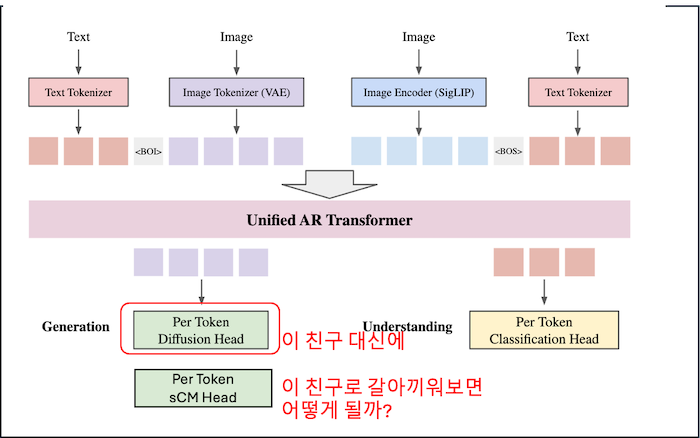 Text
Image
Image
Text
Text Tokenizer
Image Tokenizer (VAE)
Image Encoder (SigLIP)
Text Tokenizer
<BOI>
<BOS>
Unified AR Transformer
Generation
Per Token
Diffusion Head
이 친구 대신에
Understanding
Per Token
Classification Head
Per Token
sCM Head
이 친구로 갈아끼워보면
어떻게 될까?